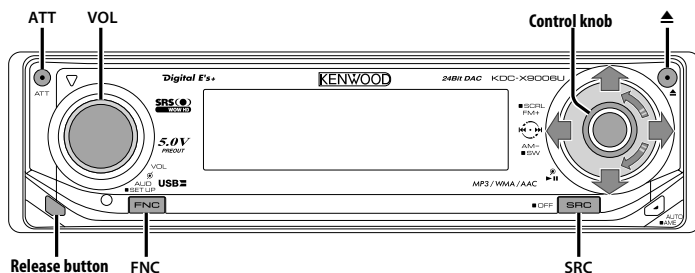 ATT VOL Control knob ⏏
ATT
Digital E's+ KENWOOD 24Bit DAC KDC-X9006U
⏏
SRS(●)
WOW HD
■SCRL
FM+
5.0V
PREOUT
AM–
■SW
VOL
AUD
■SET UP
USB
MP3 / WMA / AAC
FNC
■OFF SRC
AUTO
■AME
Release button FNC SRC